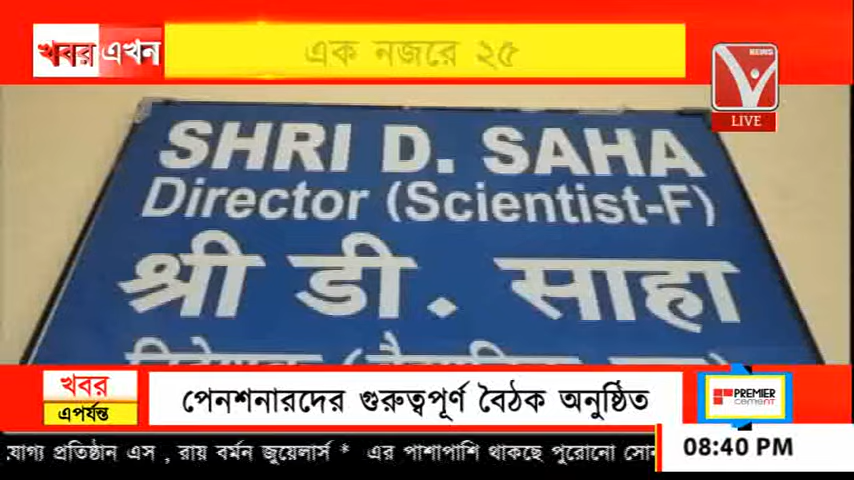 খবর এখন
এক নজরে ২৫
NEWS
LIVE
SHRI D. SAHA
Director (Scientist-F)
श्री डी. साहा
খবর
এপর্যন্ত
পেনশনারদের গুরুত্বপূর্ণ বৈঠক অনুষ্ঠিত
PREMIER
cement
যোগ্য প্রতিষ্ঠান এস , রায় বর্মন জুয়েলার্স * এর পাশাপাশি থাকছে পুরোনো
08:40 PM